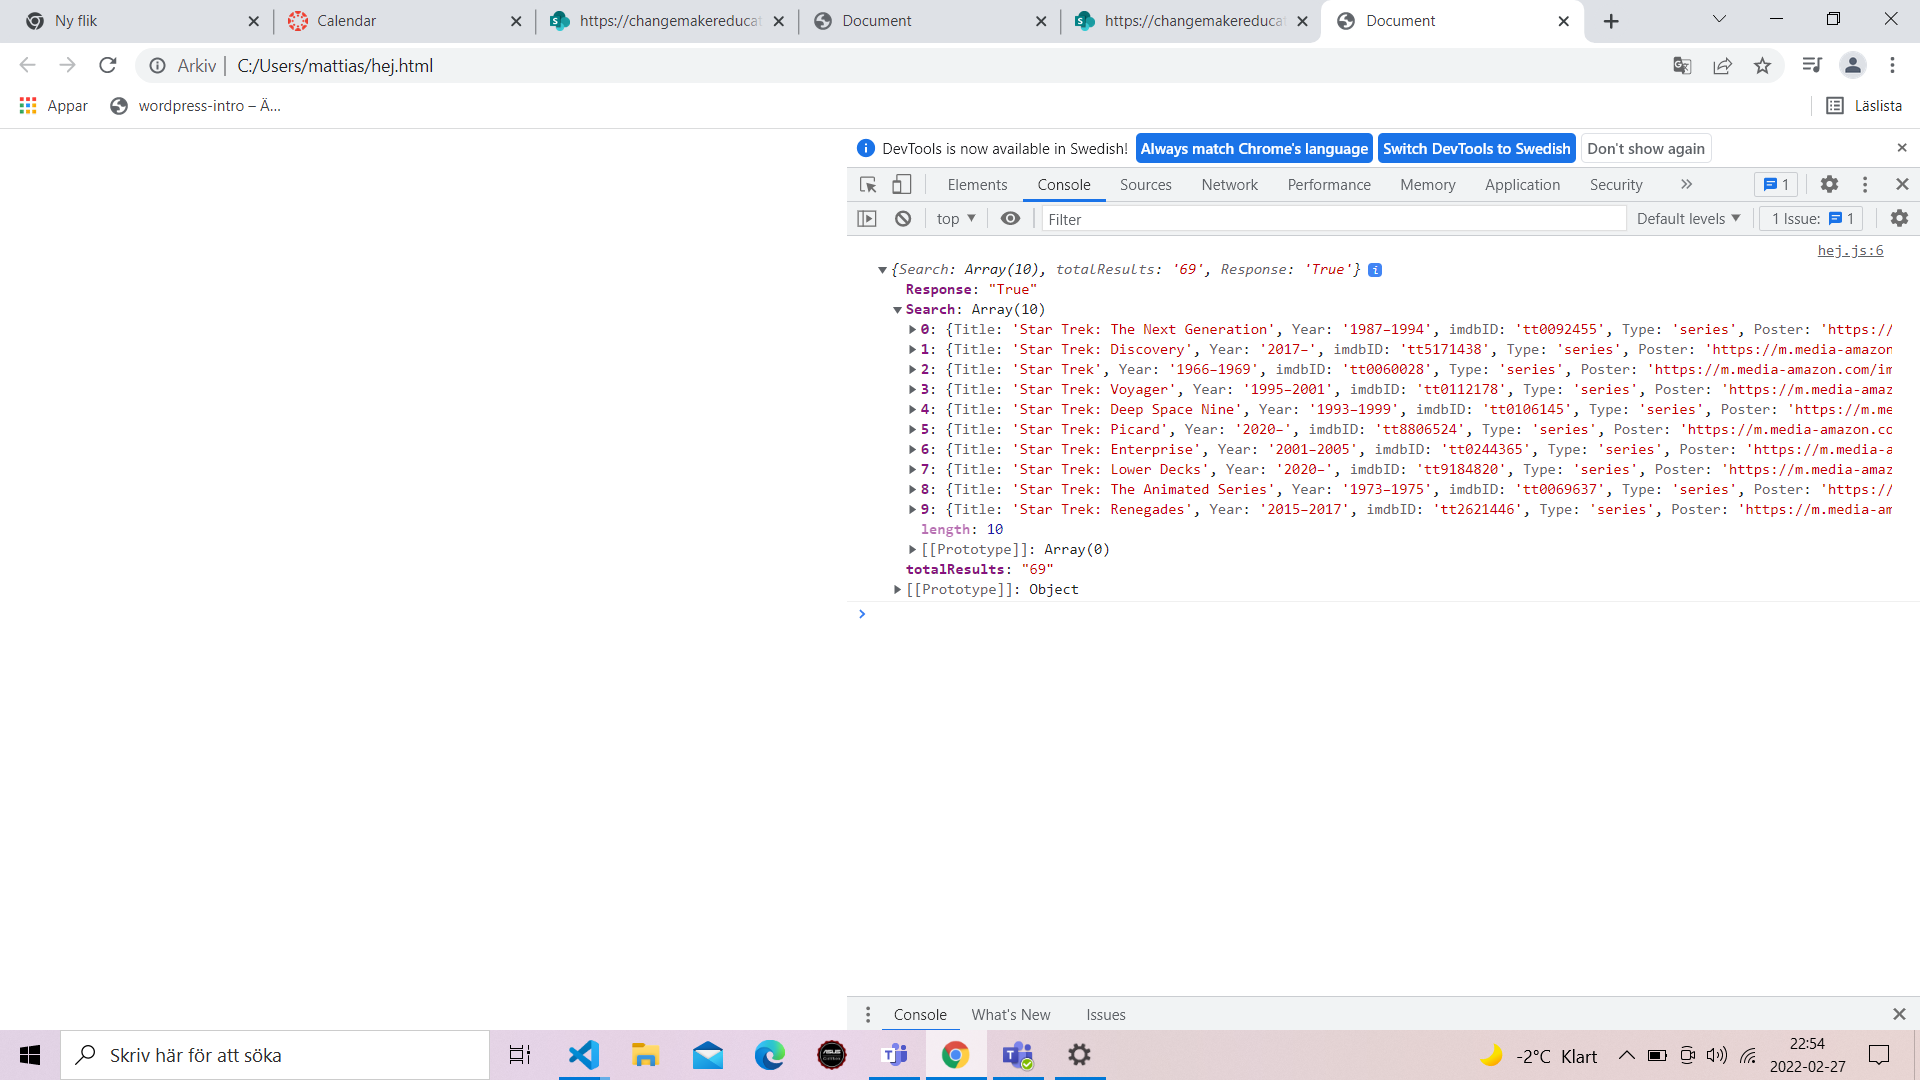 Ny flik
Calendar
https://changemakereducat
Document
https://changemakereducat
Document
Arkiv | C:/Users/mattias/hej.html
Appar
wordpress-intro – Ä...
Läslista
DevTools is now available in Swedish! Always match Chrome's language Switch DevTools to Swedish Don't show again
Elements Console Sources Network Performance Memory Application Security 1
top Filter Default levels 1 Issue: 1
hej.js:6
{Search: Array(10), totalResults: '69', Response: 'True'}
Response: "True"
Search: Array(10)
0: {Title: 'Star Trek: The Next Generation', Year: '1987–1994', imdbID: 'tt0092455', Type: 'series', Poster: 'https://
1: {Title: 'Star Trek: Discovery', Year: '2017–', imdbID: 'tt5171438', Type: 'series', Poster: 'https://m.media-amazon
2: {Title: 'Star Trek', Year: '1966–1969', imdbID: 'tt0060028', Type: 'series', Poster: 'https://m.media-amazon.com/im
3: {Title: 'Star Trek: Voyager', Year: '1995–2001', imdbID: 'tt0112178', Type: 'series', Poster: 'https://m.media-amaz
4: {Title: 'Star Trek: Deep Space Nine', Year: '1993–1999', imdbID: 'tt0106145', Type: 'series', Poster: 'https://m.me
5: {Title: 'Star Trek: Picard', Year: '2020–', imdbID: 'tt8806524', Type: 'series', Poster: 'https://m.media-amazon.co
6: {Title: 'Star Trek: Enterprise', Year: '2001–2005', imdbID: 'tt0244365', Type: 'series', Poster: 'https://m.media-a
7: {Title: 'Star Trek: Lower Decks', Year: '2020–', imdbID: 'tt9184820', Type: 'series', Poster: 'https://m.media-amaz
8: {Title: 'Star Trek: The Animated Series', Year: '1973–1975', imdbID: 'tt0069637', Type: 'series', Poster: 'https://
9: {Title: 'Star Trek: Renegades', Year: '2015–2017', imdbID: 'tt2621446', Type: 'series', Poster: 'https://m.media-am
length: 10
[[Prototype]]: Array(0)
totalResults: "69"
[[Prototype]]: Object
Console What's New Issues
Skriv här för att söka
-2°C Klart
22:54
2022-02-27